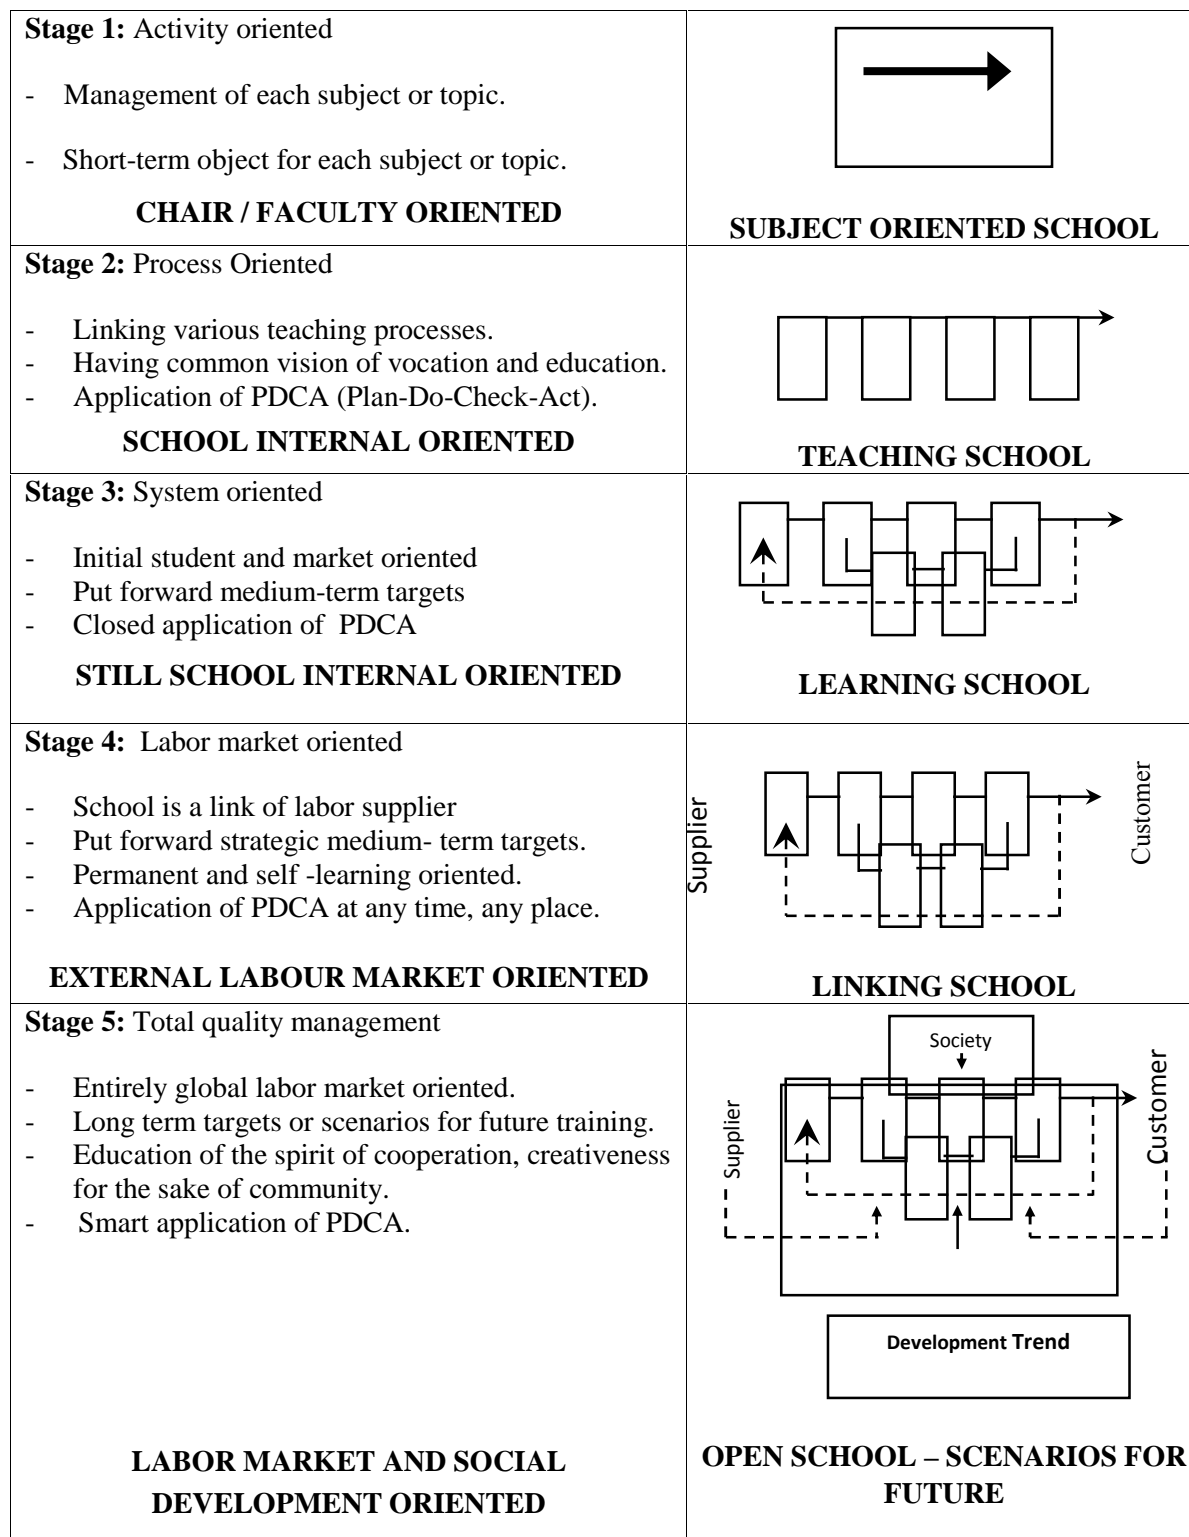 Stage 1: Activity oriented
- Management of each subject or topic.
- Short-term object for each subject or topic.
CHAIR / FACULTY ORIENTED
SUBJECT ORIENTED SCHOOL
Stage 2: Process Oriented
- Linking various teaching processes.
- Having common vision of vocation and education.
- Application of PDCA (Plan-Do-Check-Act).
SCHOOL INTERNAL ORIENTED
TEACHING SCHOOL
Stage 3: System oriented
- Initial student and market oriented
- Put forward medium-term targets
- Closed application of PDCA
STILL SCHOOL INTERNAL ORIENTED
LEARNING SCHOOL
Stage 4: Labor market oriented
- School is a link of labor supplier
- Put forward strategic medium- term targets.
- Permanent and self -learning oriented.
- Application of PDCA at any time, any place.
EXTERNAL LABOUR MARKET ORIENTED
Supplier
Customer
LINKING SCHOOL
Stage 5: Total quality management
- Entirely global labor market oriented.
- Long term targets or scenarios for future training.
- Education of the spirit of cooperation, creativeness
for the sake of community.
- Smart application of PDCA.
LABOR MARKET AND SOCIAL
DEVELOPMENT ORIENTED
Society
Supplier
Customer
Development Trend
OPEN SCHOOL – SCENARIOS FOR
FUTURE